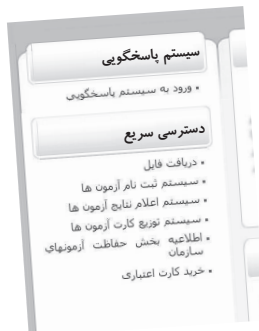 سیستم پاسخگویی
• ورود به سیستم پاسخگویی
دسترسی سریع
• دریافت فایل
• سیستم ثبت نام آزمون ها
• سیستم اعلام نتایج آزمون ها
• سیستم توزیع کارت آزمون ها
• اطلاعیه بخش حفاظت آزمونهای
سازمان
• خرید کارت اعتباری